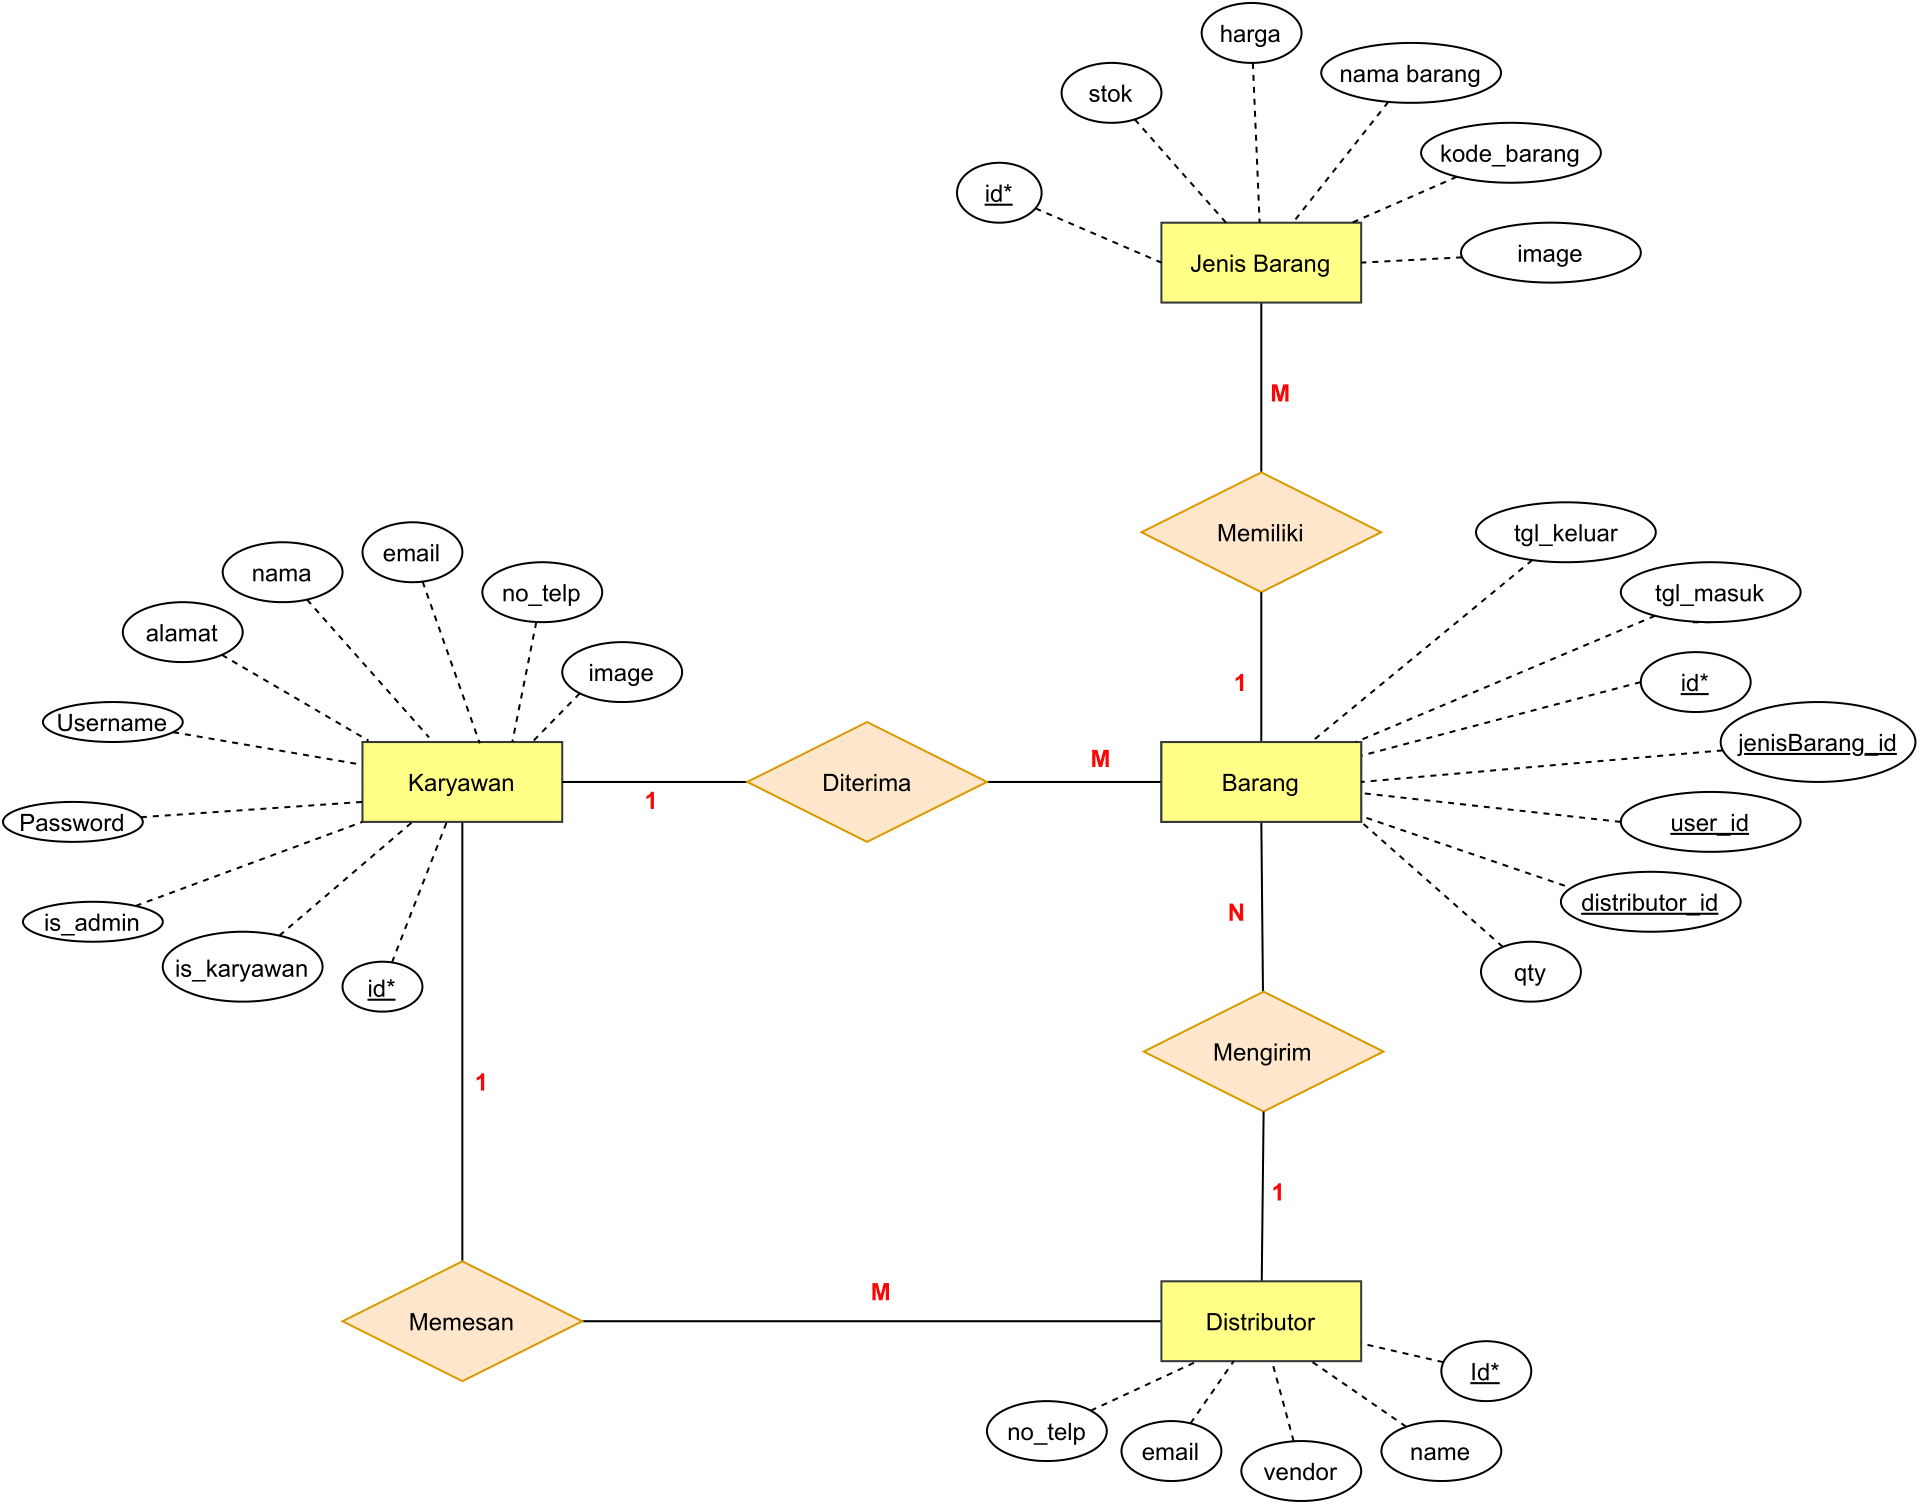 harga
nama barang
stok
kode_barang
id*
image
Jenis Barang
M
Memiliki
tgl_keluar
email
nama
no_telp
tgl_masuk
alamat
image
1
id*
Username
jenisBarang_id
M
Karyawan
1
Diterima
Barang
Password
user_id
is_admin
distributor_id
N
is_karyawan
id*
qty
Mengirim
1
1
M
Memesan
Distributor
Id*
no_telp
email
vendor
name